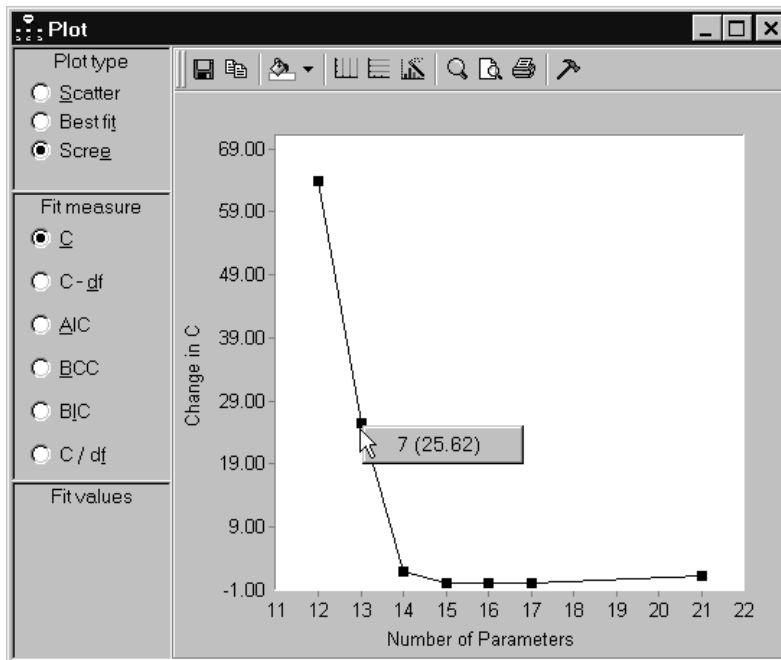 Plot
Plot type
Scatter
Best fit
Scree
Fit measure
C
C - df
AIC
BCC
BIC
C / df
Fit values
Change in C
69.00
59.00
49.00
39.00
29.00
19.00
9.00
-1.00
7 (25.62)
11 12 13 14 15 16 17 18 19 20 21 22
Number of Parameters